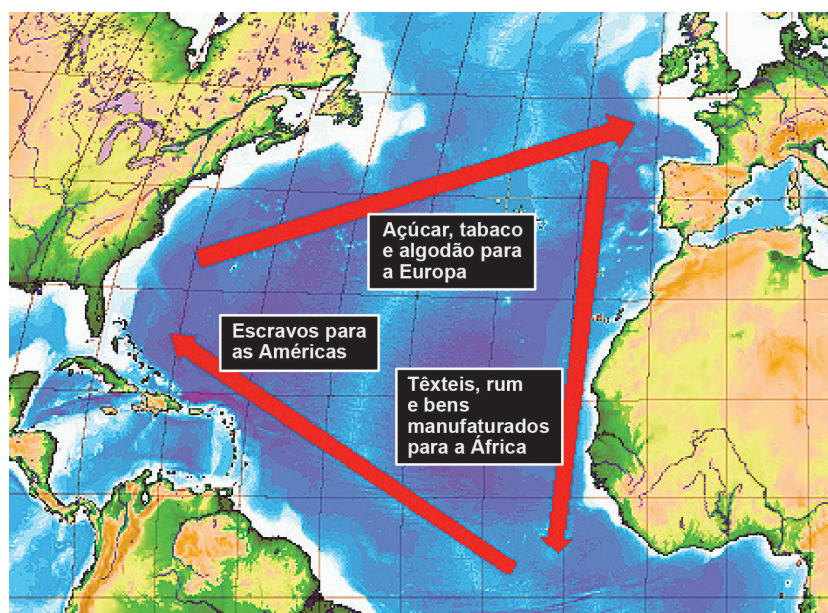 Açúcar, tabaco
e algodão para
a Europa
Escravos para
as Américas
Têxteis, rum
e bens
manufaturados
para a África